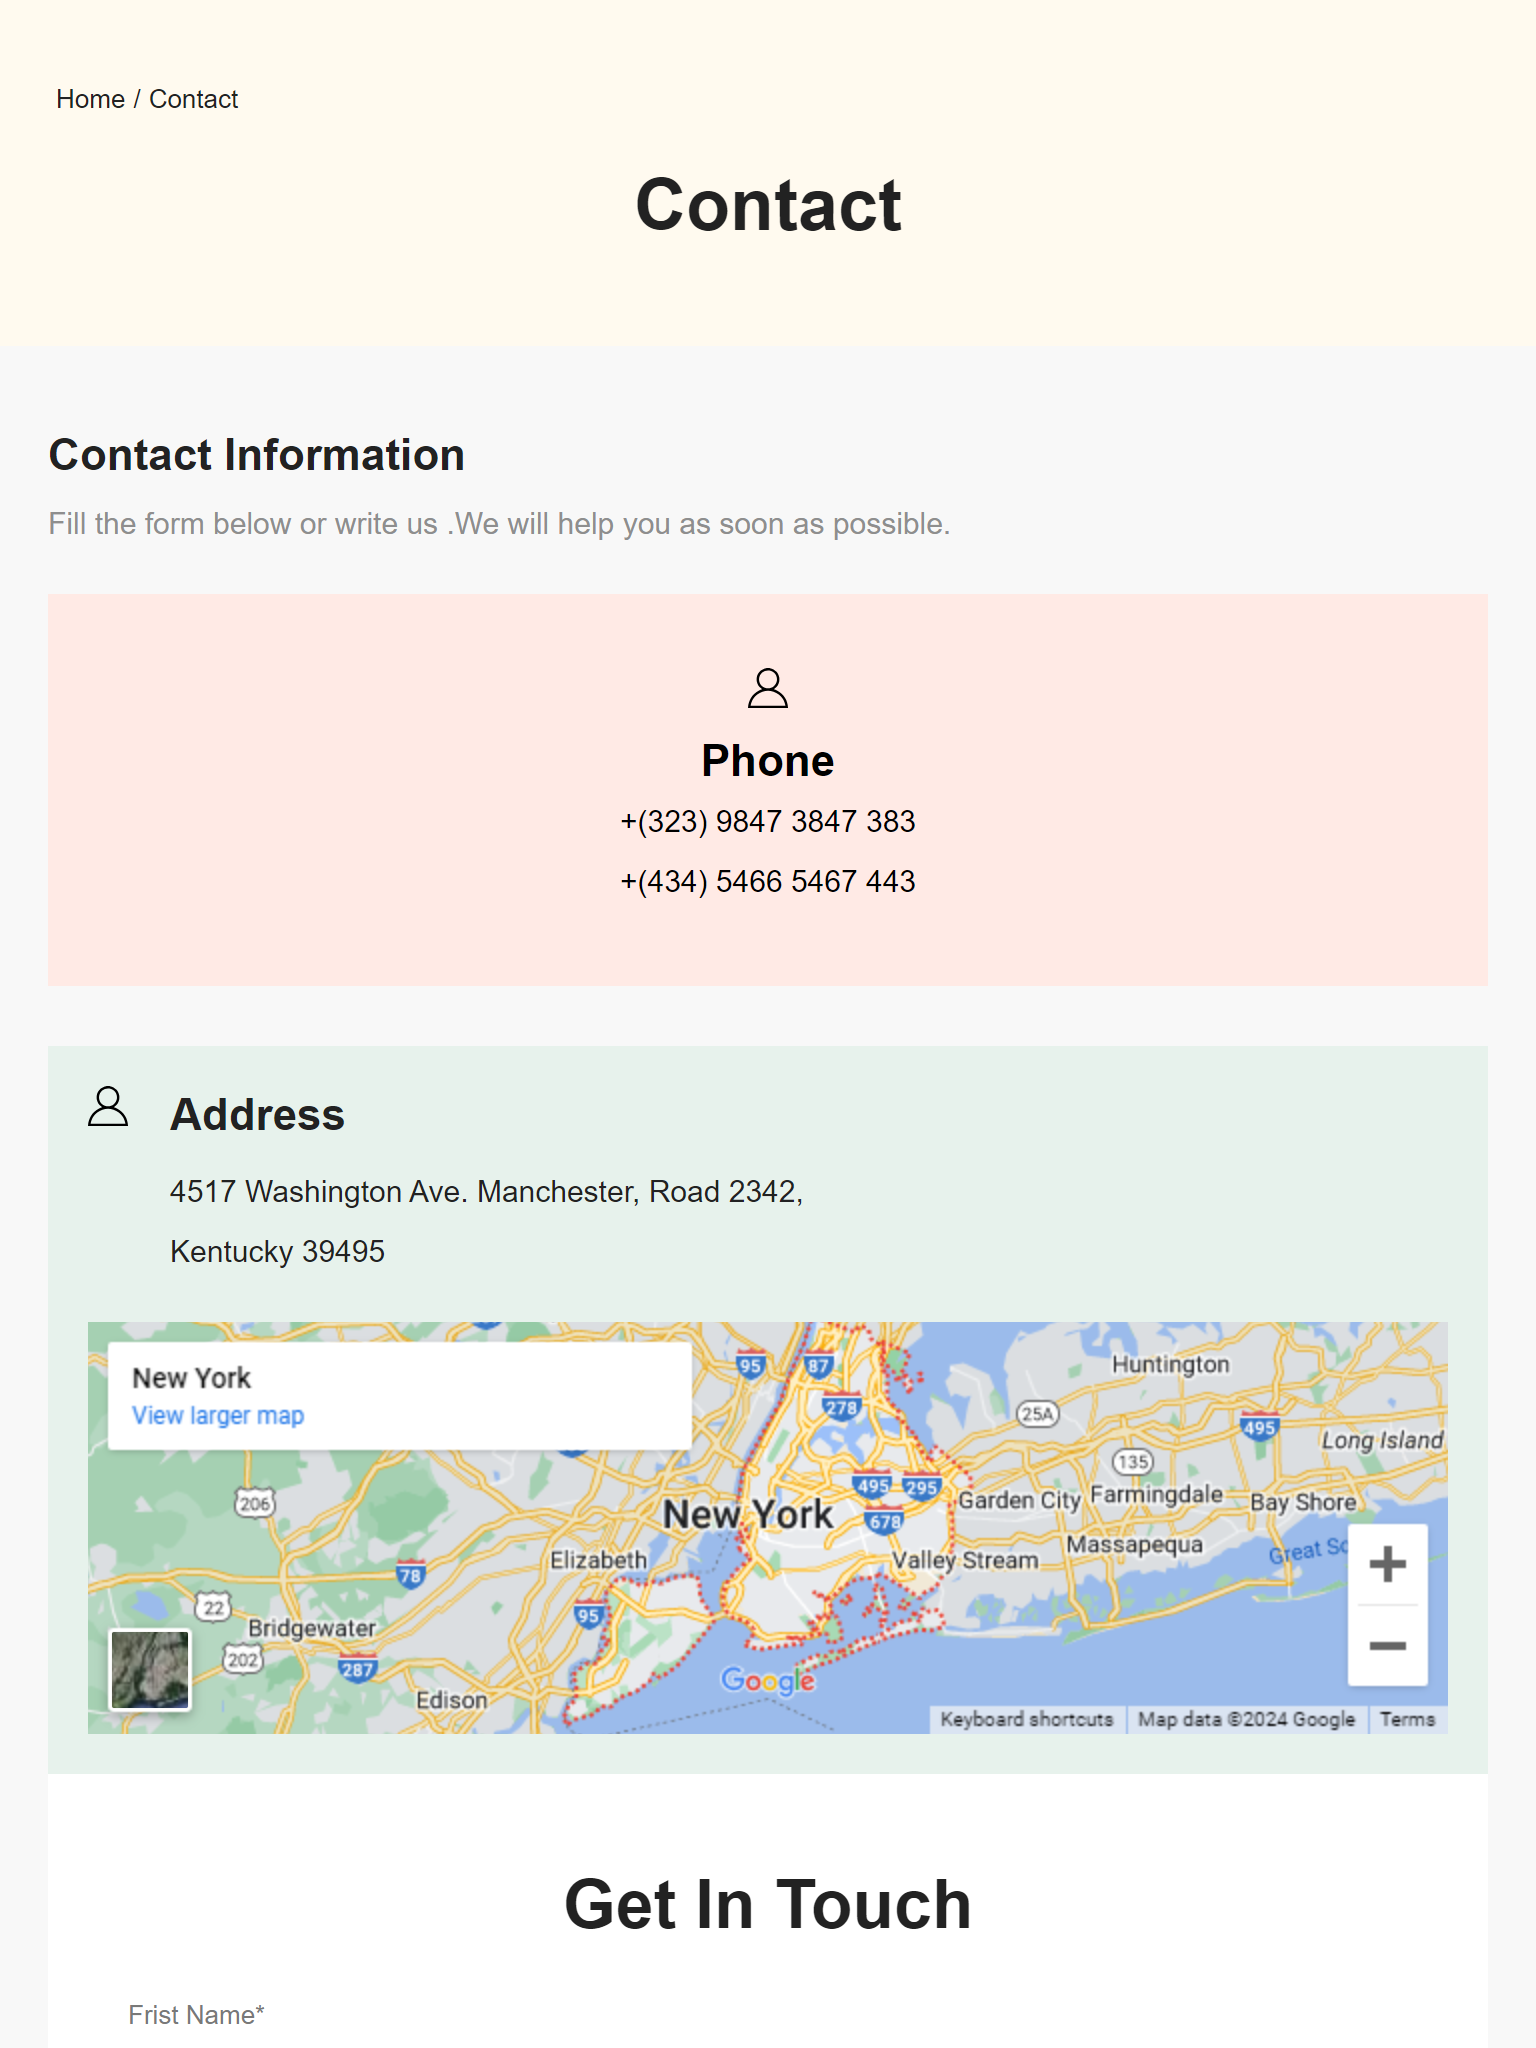 Home / Contact
Contact
Contact Information
Fill the form below or write us .We will help you as soon as possible.
Phone
+(323) 9847 3847 383
+(434) 5466 5467 443
Address
4517 Washington Ave. Manchester, Road 2342,
Kentucky 39495
New York
View larger map
95
87
Huntington
278
25A
495
Long Island
135
206
495
295
Garden City
Farmingdale
Bay Shore
New York
678
Massapequa
Great So
Elizabeth
Valley Stream
78
22
95
Bridgewater
202
287
Edison
Google
Keyboard shortcuts
Map data ©2024 Google
Terms
Get In Touch
Frist Name*